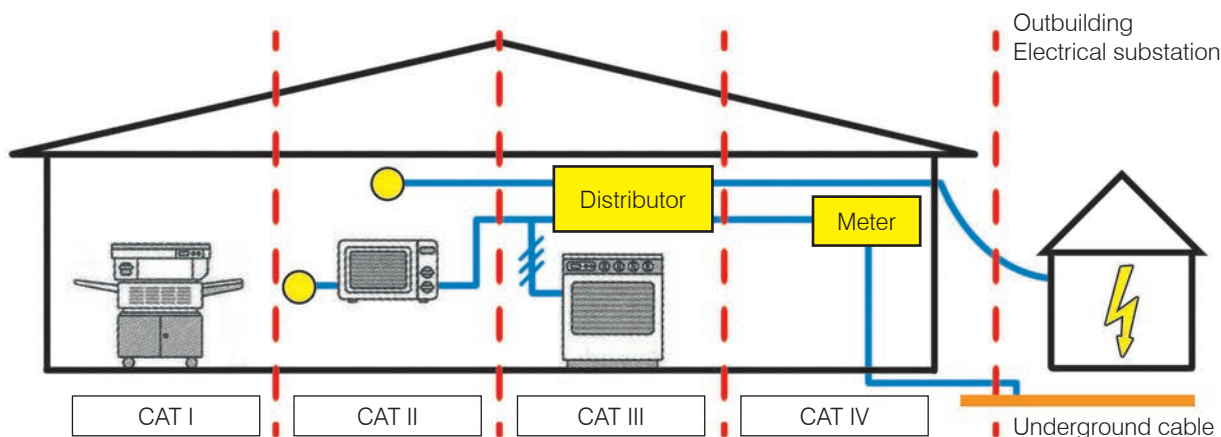 Outbuilding
Electrical substation
Distributor
Meter
CAT I
CAT II
CAT III
CAT IV
Underground cable